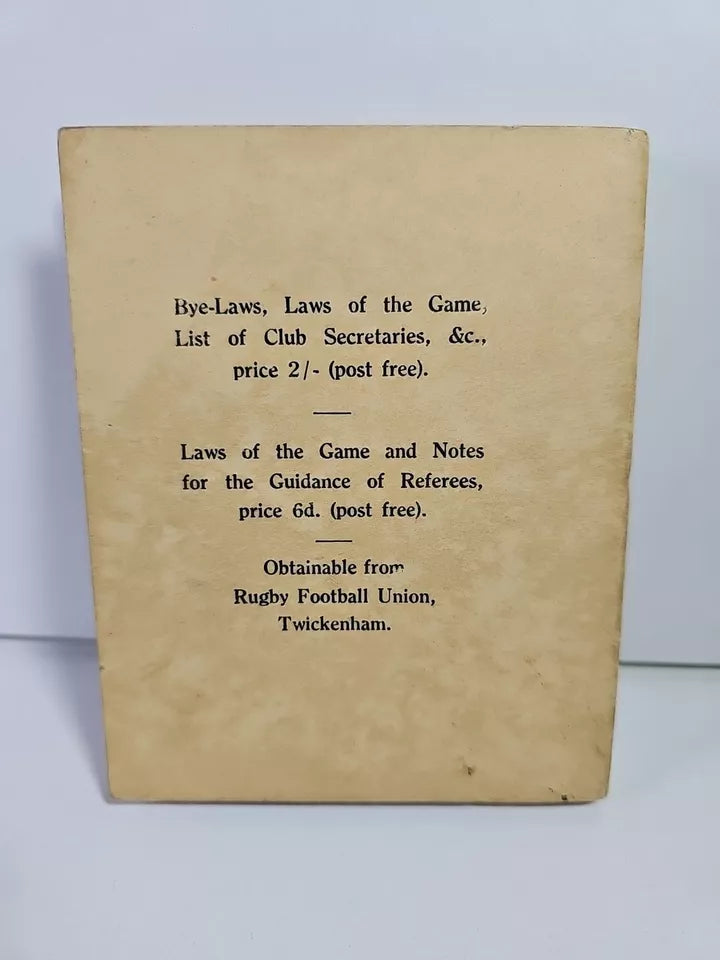 Bye-Laws, Laws of the Game,
List of Club Secretaries, &c.,
price 2/- (post free).
Laws of the Game and Notes
for the Guidance of Referees,
price 6d. (post free).
Obtainable from
Rugby Football Union,
Twickenham.